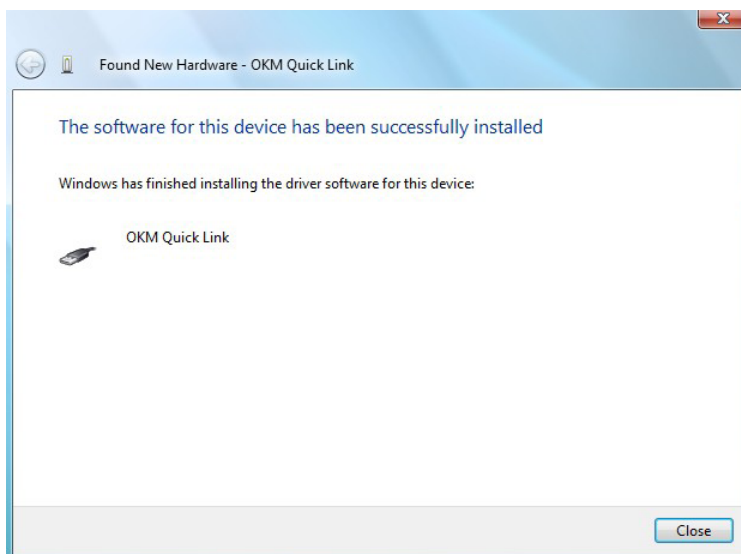 Found New Hardware - OKM Quick Link
The software for this device has been successfully installed
Windows has finished installing the driver software for this device:
OKM Quick Link
Close